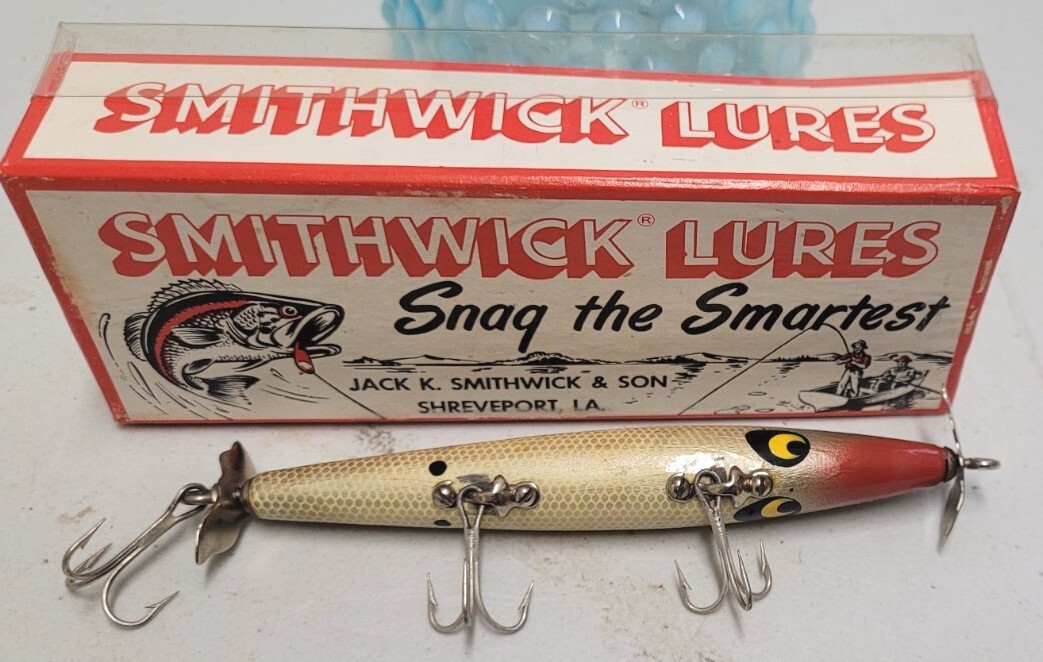 SMITHWICK® LURES
SMITHWICK® LURES
Snag the Smartest
JACK K. SMITHWICK & SON
SHREVEPORT, LA.